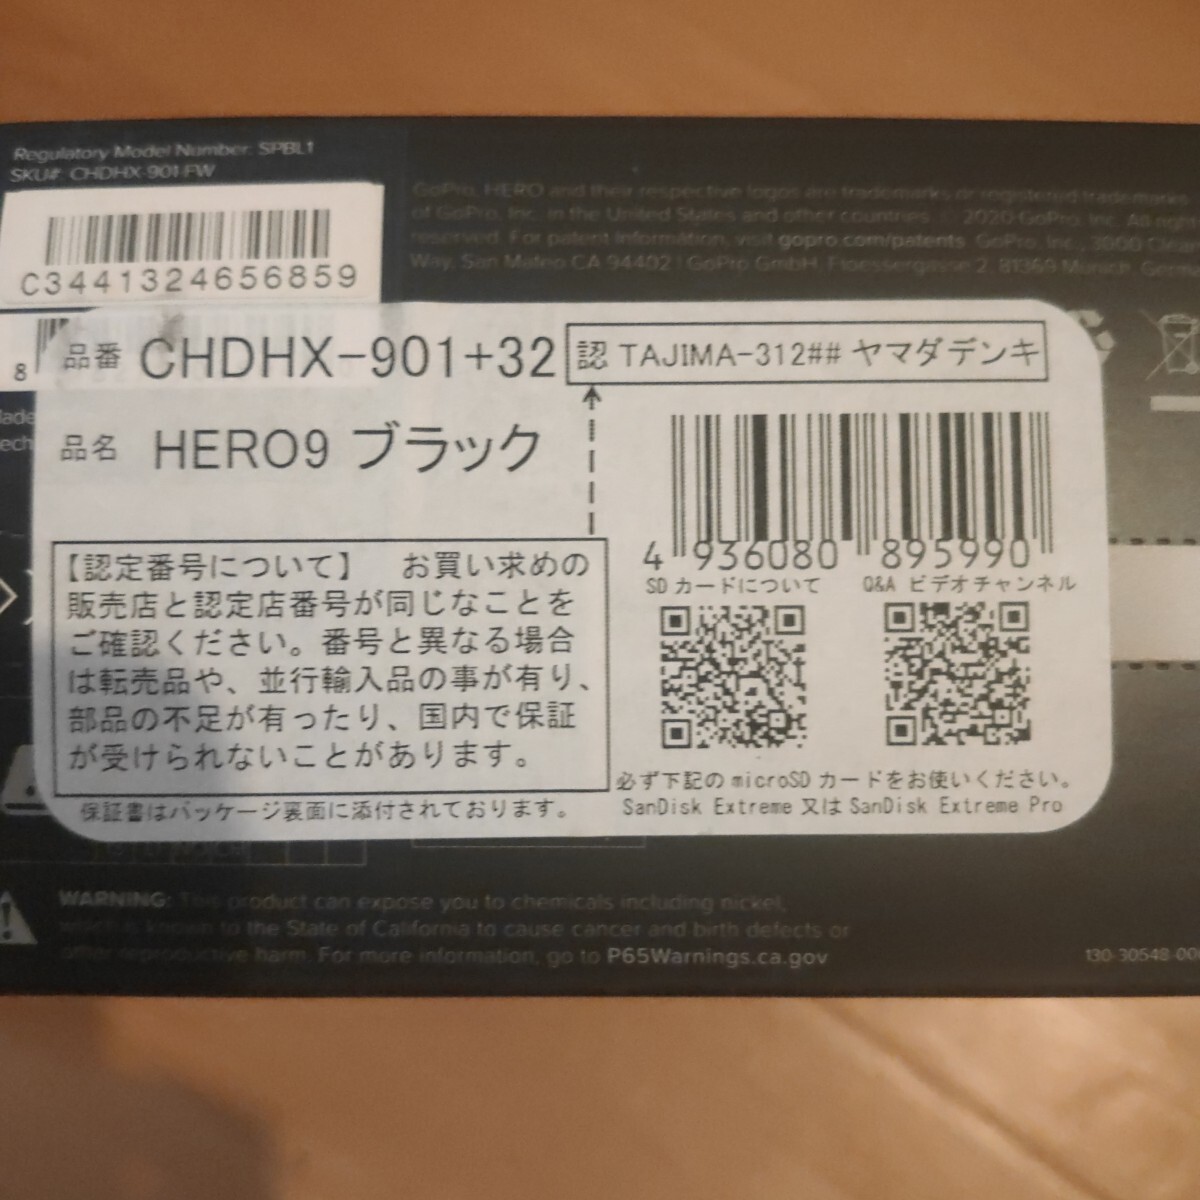 Regulatory Model Number: SPBL1
SKU#: CHDHX-901-FW
C3441324656859
GoPro, HERO and their respective logos are trademarks or registered trademarks
of GoPro, Inc. in the United States and other countries. © 2020 GoPro, Inc. All rights
reserved. For patent information, visit gopro.com/patents. GoPro, Inc., 3000
Way, San Mateo CA 94402 | GoPro GmbH, Floessergasse 2, 81369 Munich,
8
品番 CHDHX-901+32
認 TAJIMA-312## ヤマダデンキ
品名 HERO9 ブラック
【認定番号について】 お買い求めの
販売店と認定店番号が同じなことを
ご確認ください。番号と異なる場合
は転売品や、並行輸入品の事が有り、
部品の不足が有ったり、国内で保証
が受けられないことがあります。
保証書はパッケージ裏面に添付されております。
4 936080 895990
SDカードについて Q&A ビデオチャンネル
必ず下記のmicroSDカードをお使いください。
SanDisk Extreme 又は SanDisk Extreme Pro
WARNING: This product can expose you to chemicals including nickel,
which is known to the State of California to cause cancer and birth defects or
other reproductive harm. For more information, go to P65Warnings.ca.gov
130-30548-000